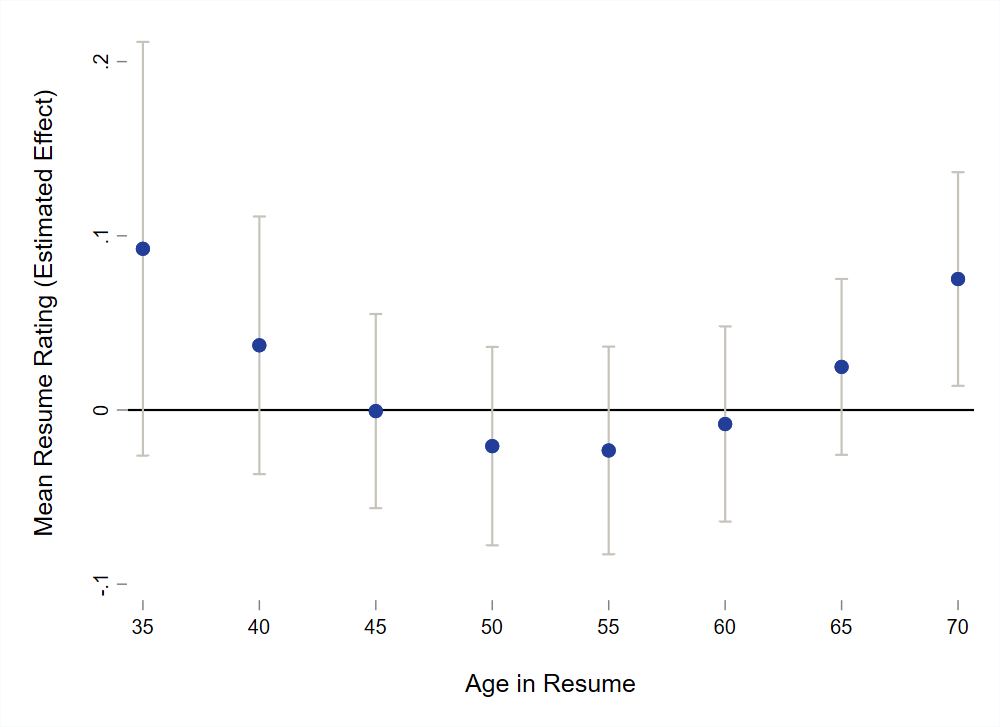 Mean Resume Rating (Estimated Effect)
.2
.1
0
-.1
35 40 45 50 55 60 65 70
Age in Resume